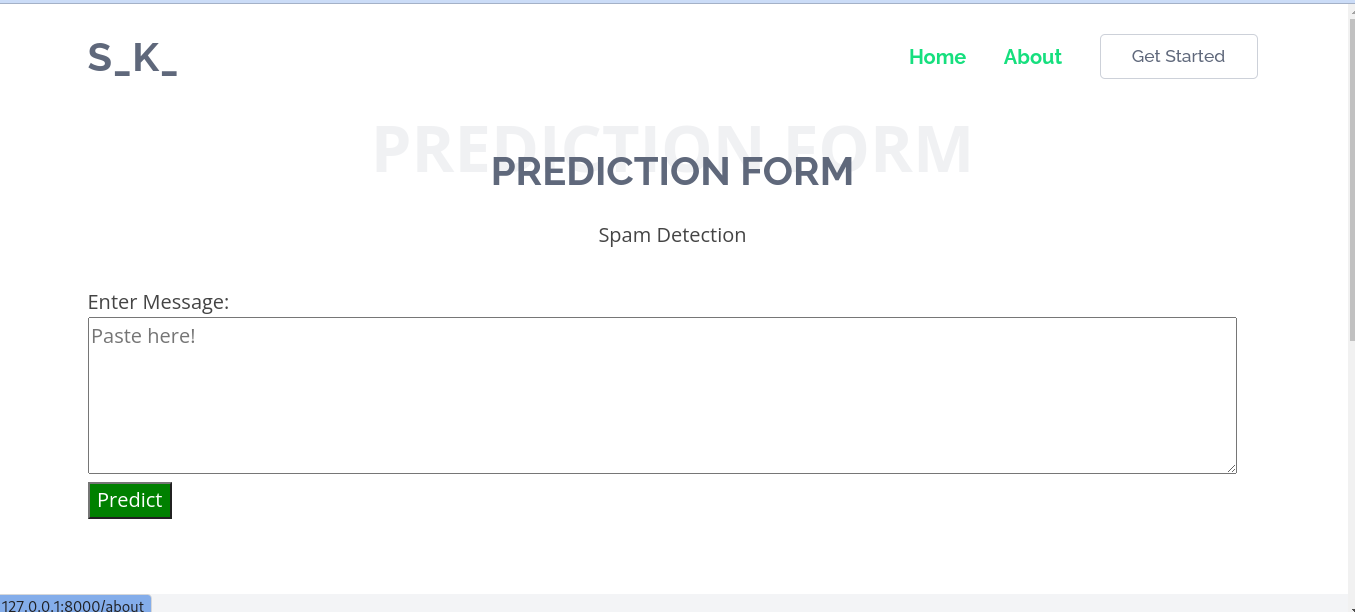 S_K_
Home About Get Started
PREDICTION FORM
PREDICTION FORM
Spam Detection
Enter Message:
Paste here!
Predict
127.0.0.1:8000/about